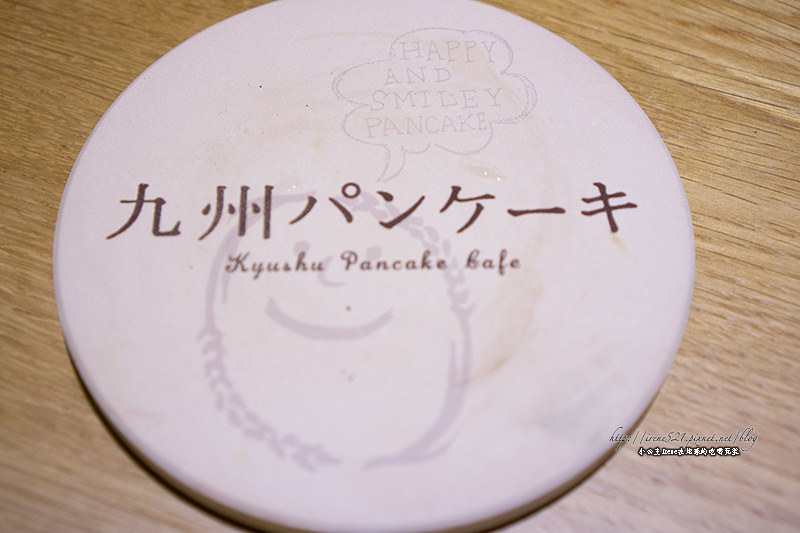 HAPPY
AND
SMILEY
PANCAKE
九州パンケーキ
Kyushu Pancake Cafe
http://irene521.pixnet.net/blog